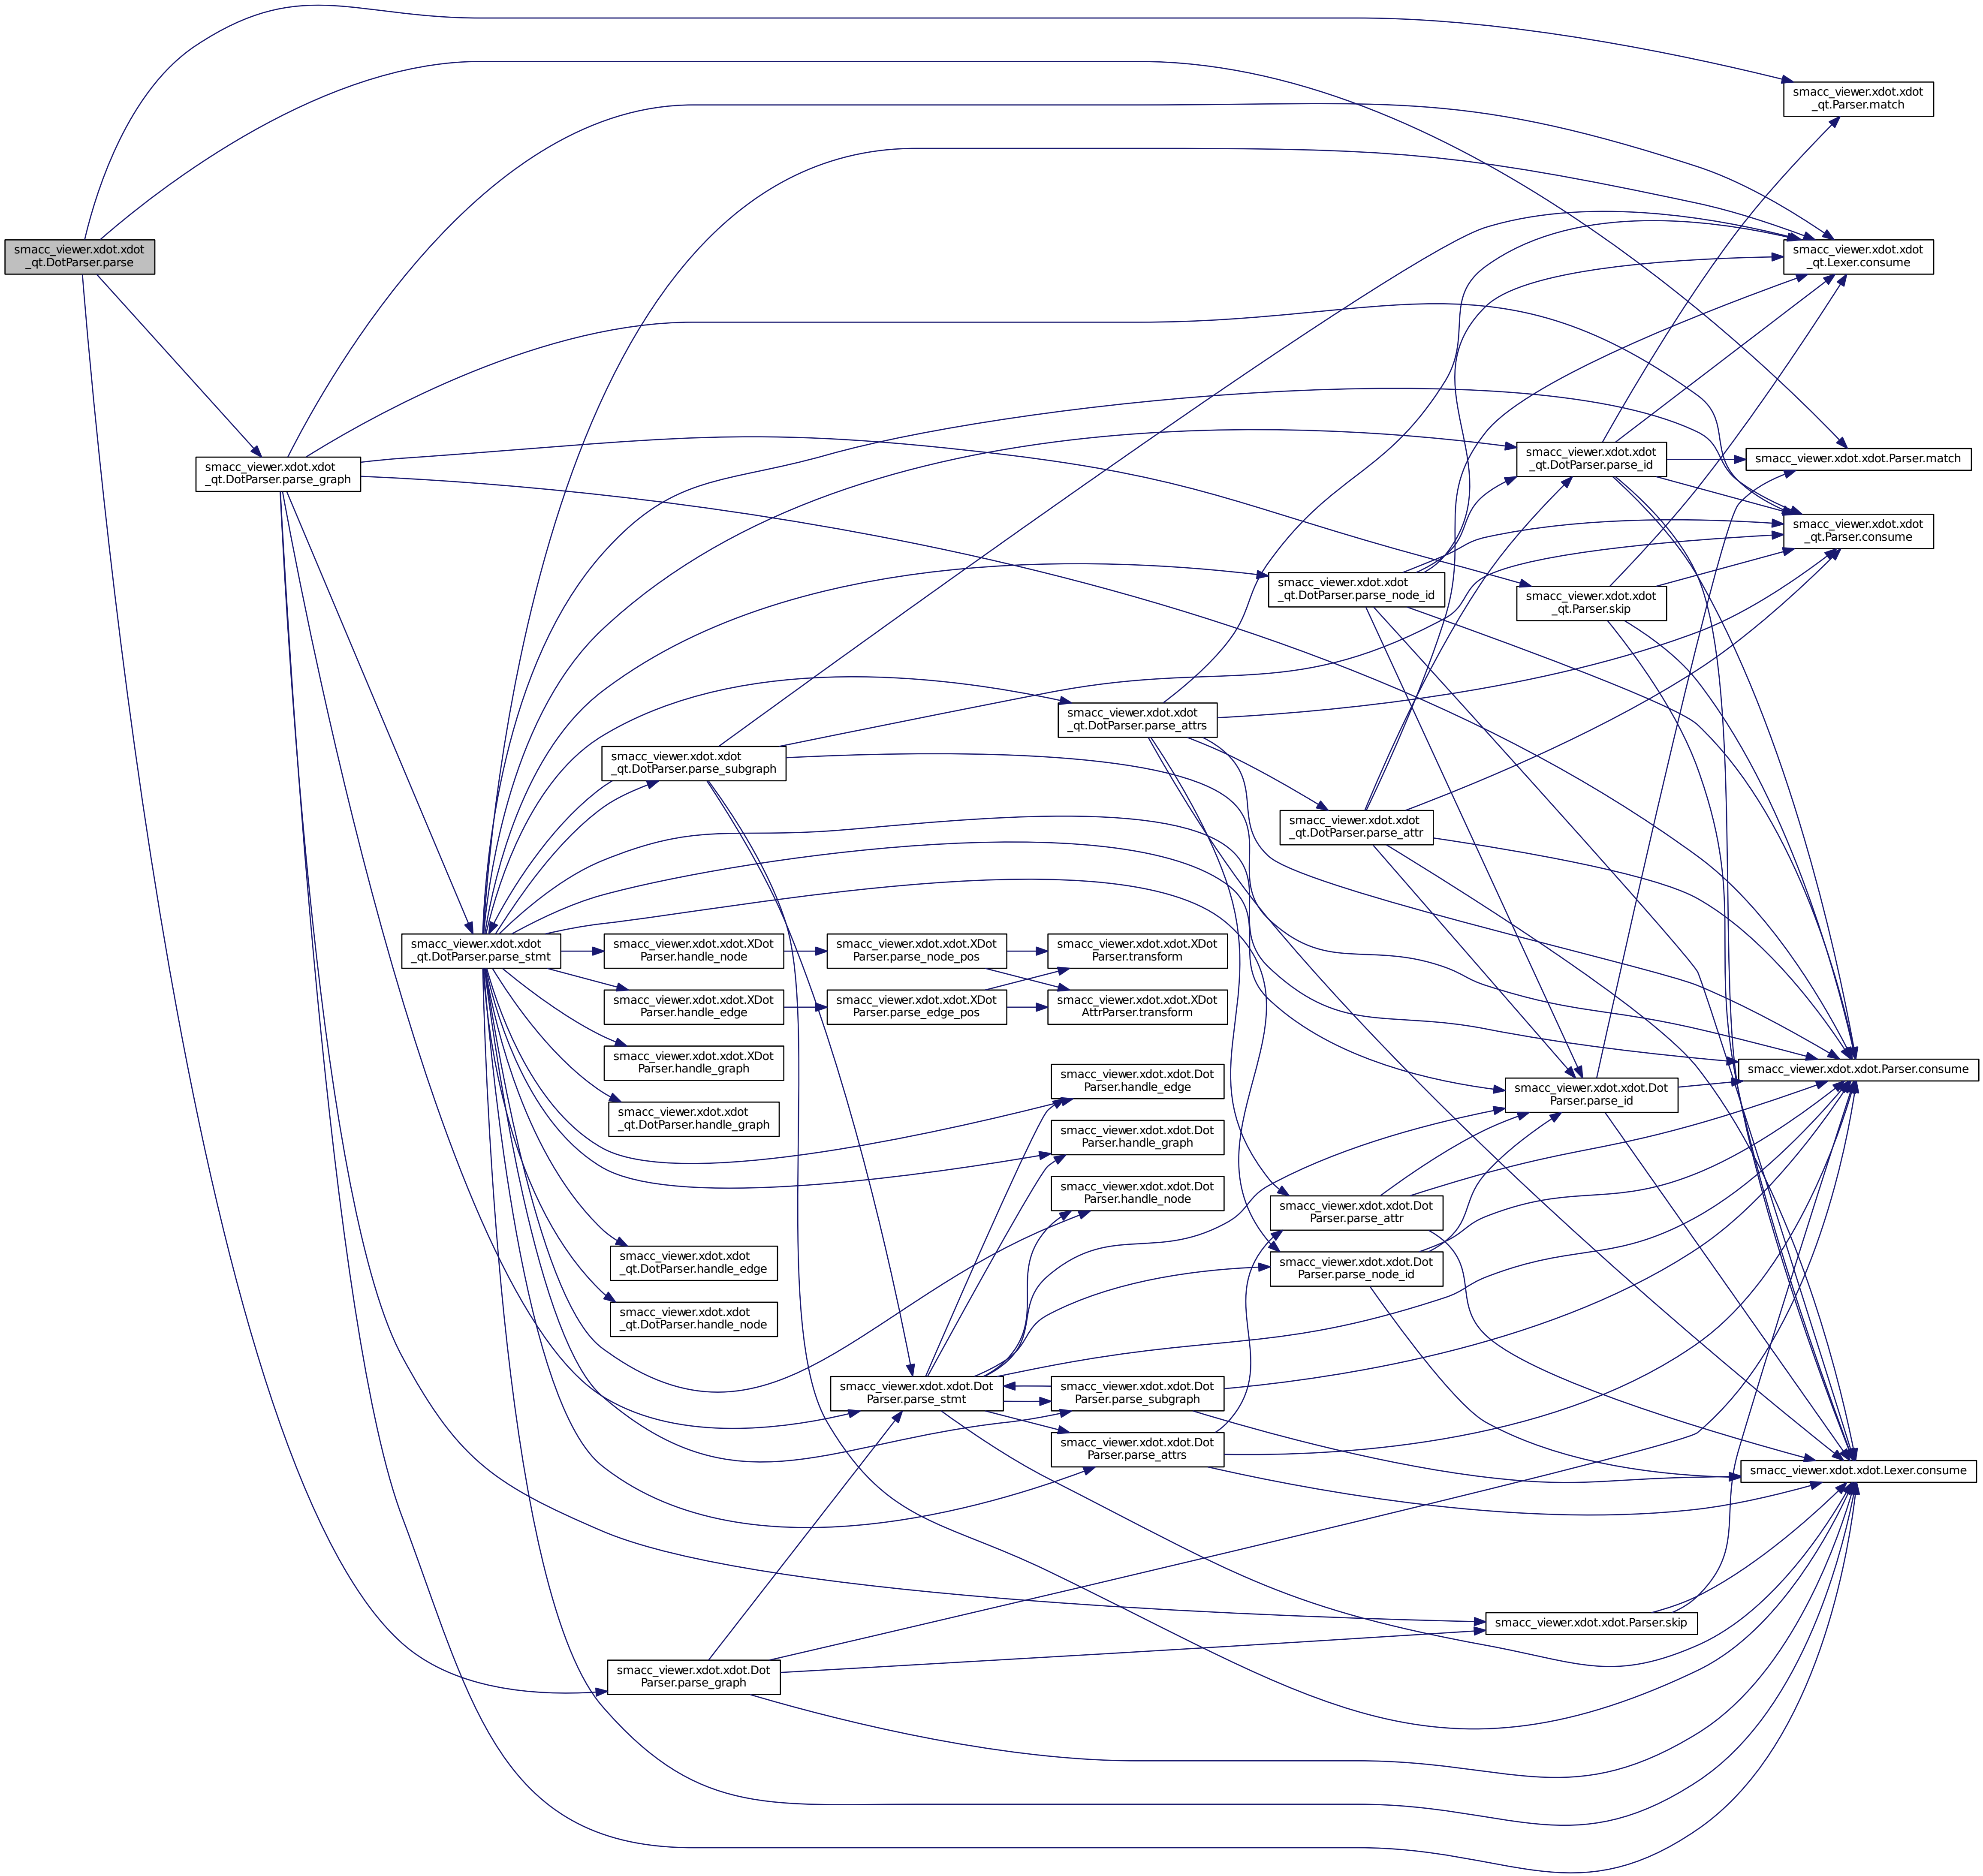 smacc_viewer.xdot.xdot
_qt.Parser.match
smacc_viewer.xdot.xdot
_qt.DotParser.parse
smacc_viewer.xdot.xdot
_qt.Lexer.consume
smacc_viewer.xdot.xdot
_qt.DotParser.parse_graph
smacc_viewer.xdot.xdot
_qt.DotParser.parse_id
smacc_viewer.xdot.xdot.Parser.match
smacc_viewer.xdot.xdot
_qt.Parser.consume
smacc_viewer.xdot.xdot
_qt.DotParser.parse_node_id
smacc_viewer.xdot.xdot
_qt.Parser.skip
smacc_viewer.xdot.xdot
_qt.DotParser.parse_attrs
smacc_viewer.xdot.xdot
_qt.DotParser.parse_subgraph
smacc_viewer.xdot.xdot
_qt.DotParser.parse_attr
smacc_viewer.xdot.xdot
_qt.DotParser.parse_stmt
smacc_viewer.xdot.xdot.XDot
Parser.handle_node
smacc_viewer.xdot.xdot.XDot
Parser.parse_node_pos
smacc_viewer.xdot.xdot.XDot
Parser.transform
smacc_viewer.xdot.xdot.XDot
Parser.handle_edge
smacc_viewer.xdot.xdot.XDot
Parser.parse_edge_pos
smacc_viewer.xdot.xdot.XDot
AttrParser.transform
smacc_viewer.xdot.xdot.XDot
Parser.handle_graph
smacc_viewer.xdot.xdot.Dot
Parser.handle_edge
smacc_viewer.xdot.xdot.Dot
Parser.parse_id
smacc_viewer.xdot.xdot.Parser.consume
smacc_viewer.xdot.xdot
_qt.DotParser.handle_graph
smacc_viewer.xdot.xdot.Dot
Parser.handle_graph
smacc_viewer.xdot.xdot.Dot
Parser.handle_node
smacc_viewer.xdot.xdot.Dot
Parser.parse_attr
smacc_viewer.xdot.xdot
_qt.DotParser.handle_edge
smacc_viewer.xdot.xdot.Dot
Parser.parse_node_id
smacc_viewer.xdot.xdot
_qt.DotParser.handle_node
smacc_viewer.xdot.xdot.Dot
Parser.parse_stmt
smacc_viewer.xdot.xdot.Dot
Parser.parse_subgraph
smacc_viewer.xdot.xdot.Dot
Parser.parse_attrs
smacc_viewer.xdot.xdot.Lexer.consume
smacc_viewer.xdot.xdot.Parser.skip
smacc_viewer.xdot.xdot.Dot
Parser.parse_graph